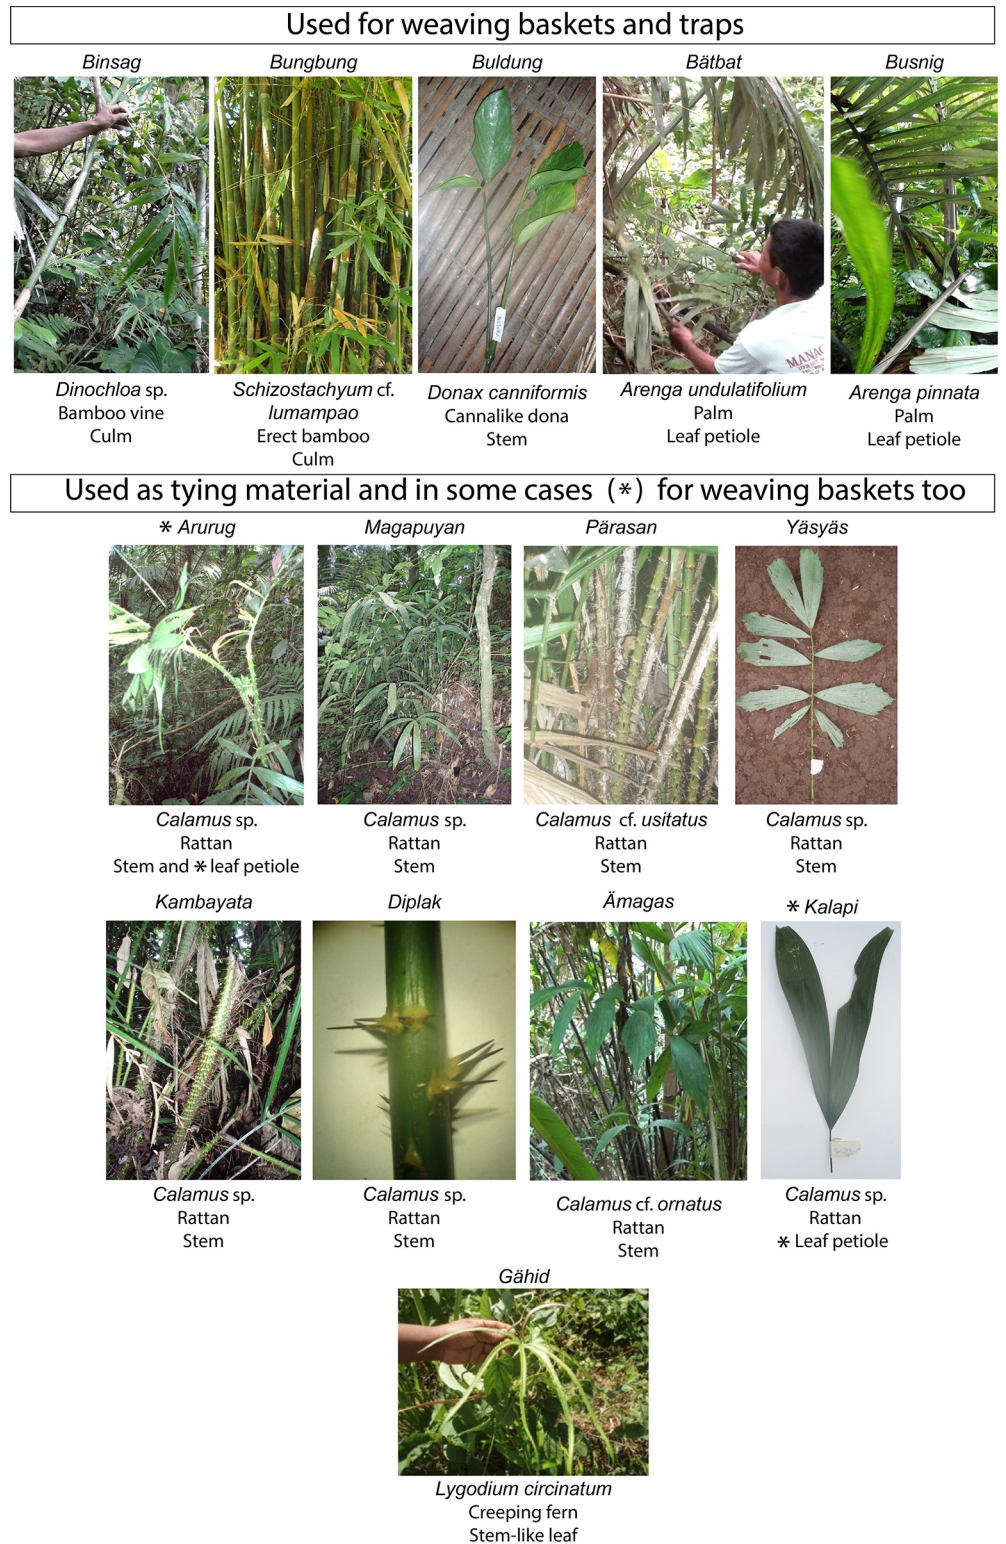 Used for weaving baskets and traps
Binsag
Bungbung
Buldung
Bätbat
Busnig
MANAG
Dinochloa sp.
Bamboo vine
Culm
Schizostachyum cf.
lumampao
Erect bamboo
Culm
Donax canniformis
Cannalike dona
Stem
Arenga undulatifolium
Palm
Leaf petiole
Arenga pinnata
Palm
Leaf petiole
Used as tying material and in some cases (*) for weaving baskets too
* Arurug
Magapuyan
Pärasan
Yäsyäs
Calamus sp.
Rattan
Stem and * leaf petiole
Calamus sp.
Rattan
Stem
Calamus cf. usitatus
Rattan
Stem
Calamus sp.
Rattan
Stem
Kambayata
Diplak
Ämagas
* Kalapi
Calamus sp.
Rattan
Stem
Calamus sp.
Rattan
Stem
Calamus cf. ornatus
Rattan
Stem
Calamus sp.
Rattan
* Leaf petiole
Gähid
Lygodium circinatum
Creeping fern
Stem-like leaf